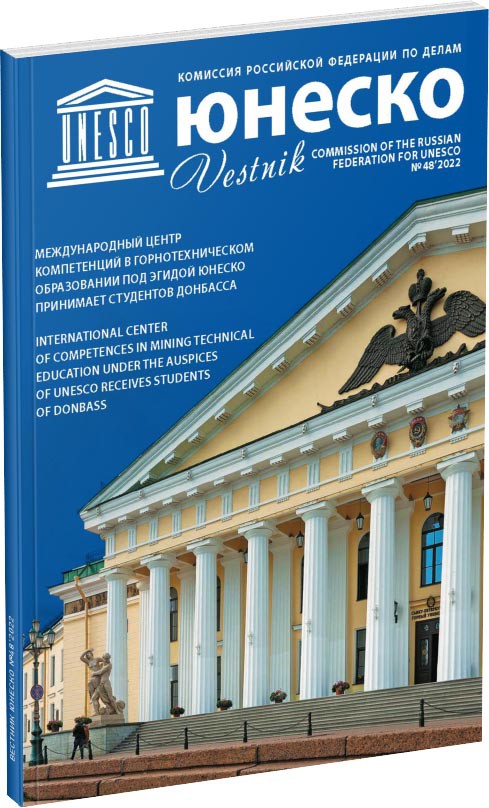 КОМИССИЯ РОССИЙСКОЙ ФЕДЕРАЦИИ ПО ДЕЛАМ
UNESCO
ЮНЕСКО
Vestnik
COMMISSION OF THE RUSSIAN
FEDERATION FOR UNESCO
№48'2022
МЕЖДУНАРОДНЫЙ ЦЕНТР
КОМПЕТЕНЦИЙ В ГОРНОТЕХНИЧЕСКОМ
ОБРАЗОВАНИИ ПОД ЭГИДОЙ ЮНЕСКО
ПРИНИМАЕТ СТУДЕНТОВ ДОНБАССА
INTERNATIONAL CENTER
OF COMPETENCES IN MINING TECHNICAL
EDUCATION UNDER THE AUSPICES
OF UNESCO RECEIVES STUDENTS
OF DONBASS
ВЕСТНИК ЮНЕСКО №48'2022